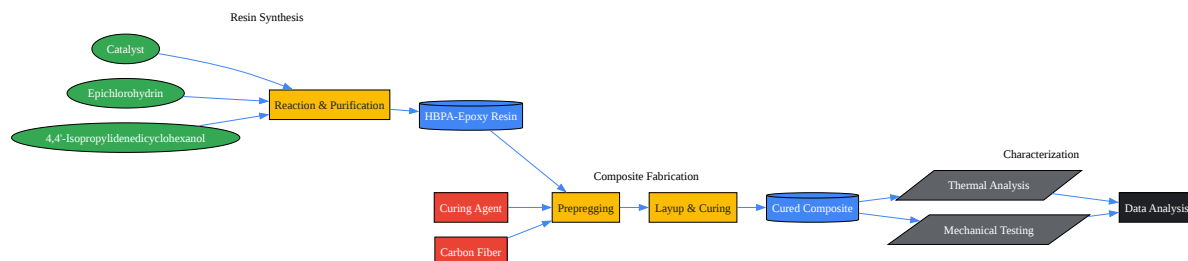 Resin Synthesis
Catalyst
Epichlorohydrin
4,4'-Isopropylidenedicyclohexanol
Reaction & Purification
HBPA-Epoxy Resin
Composite Fabrication
Curing Agent
Carbon Fiber
Prepregging
Layup & Curing
Cured Composite
Characterization
Thermal Analysis
Mechanical Testing
Data Analysis